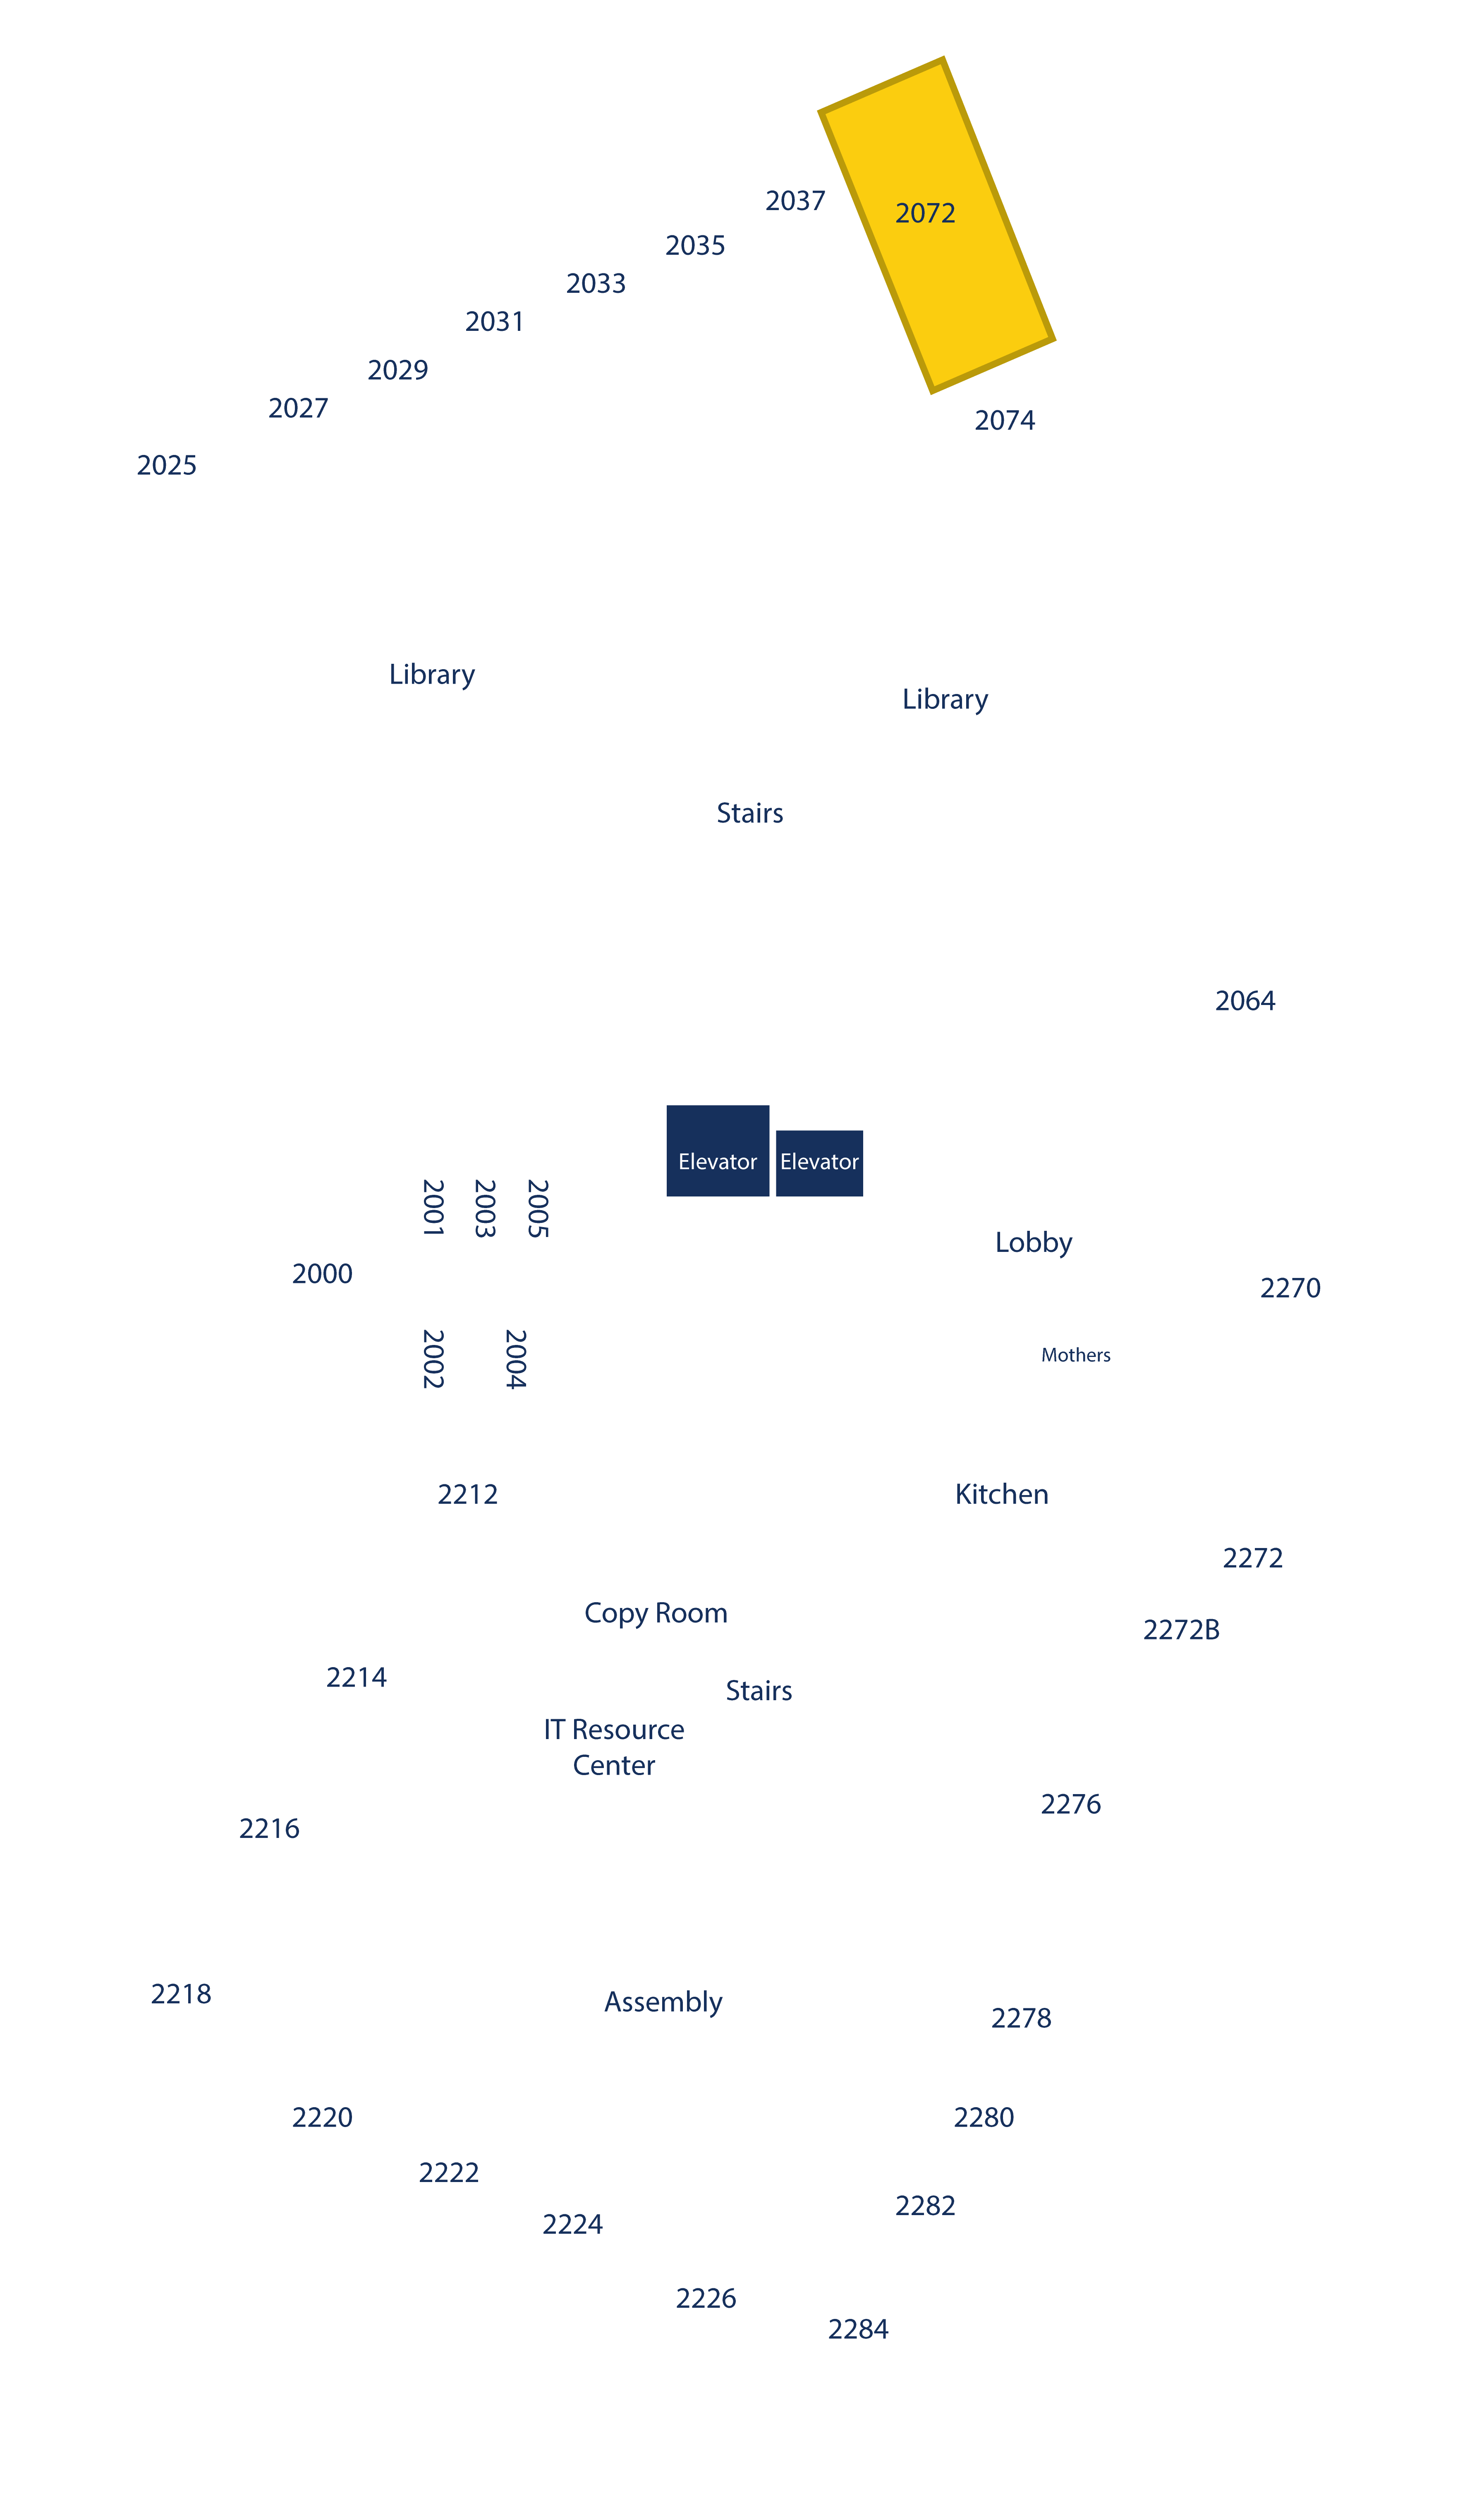 2037
2072
2035
2033
2031
2029
2027
2074
2025
Library
Library
Stairs
2064
Elevator
Elevator
2001
2003
2005
Lobby
2000
2270
2002
2004
Mothers
2212
Kitchen
2272
Copy Room
2272B
2214
Stairs
IT Resource
Center
2276
2216
2218
Assembly
2278
2220
2280
2222
2282
2224
2226
2284